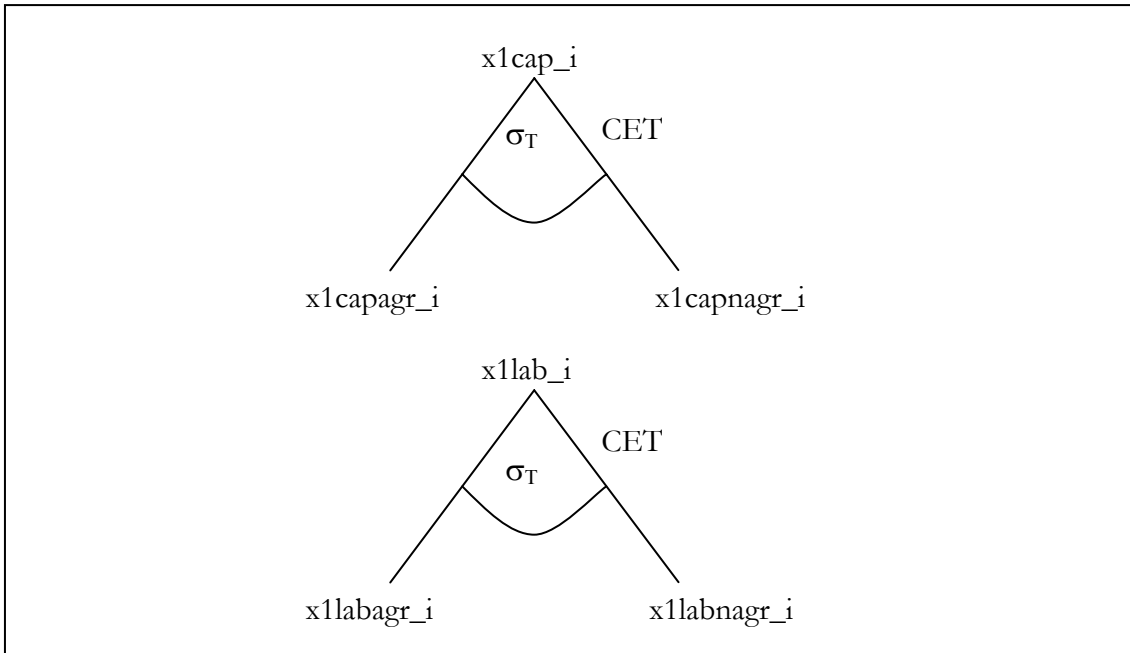 x1cap_i
σT CET
x1capagr_i x1capnagr_i
x1lab_i
σT CET
x1labagr_i x1labnagr_i